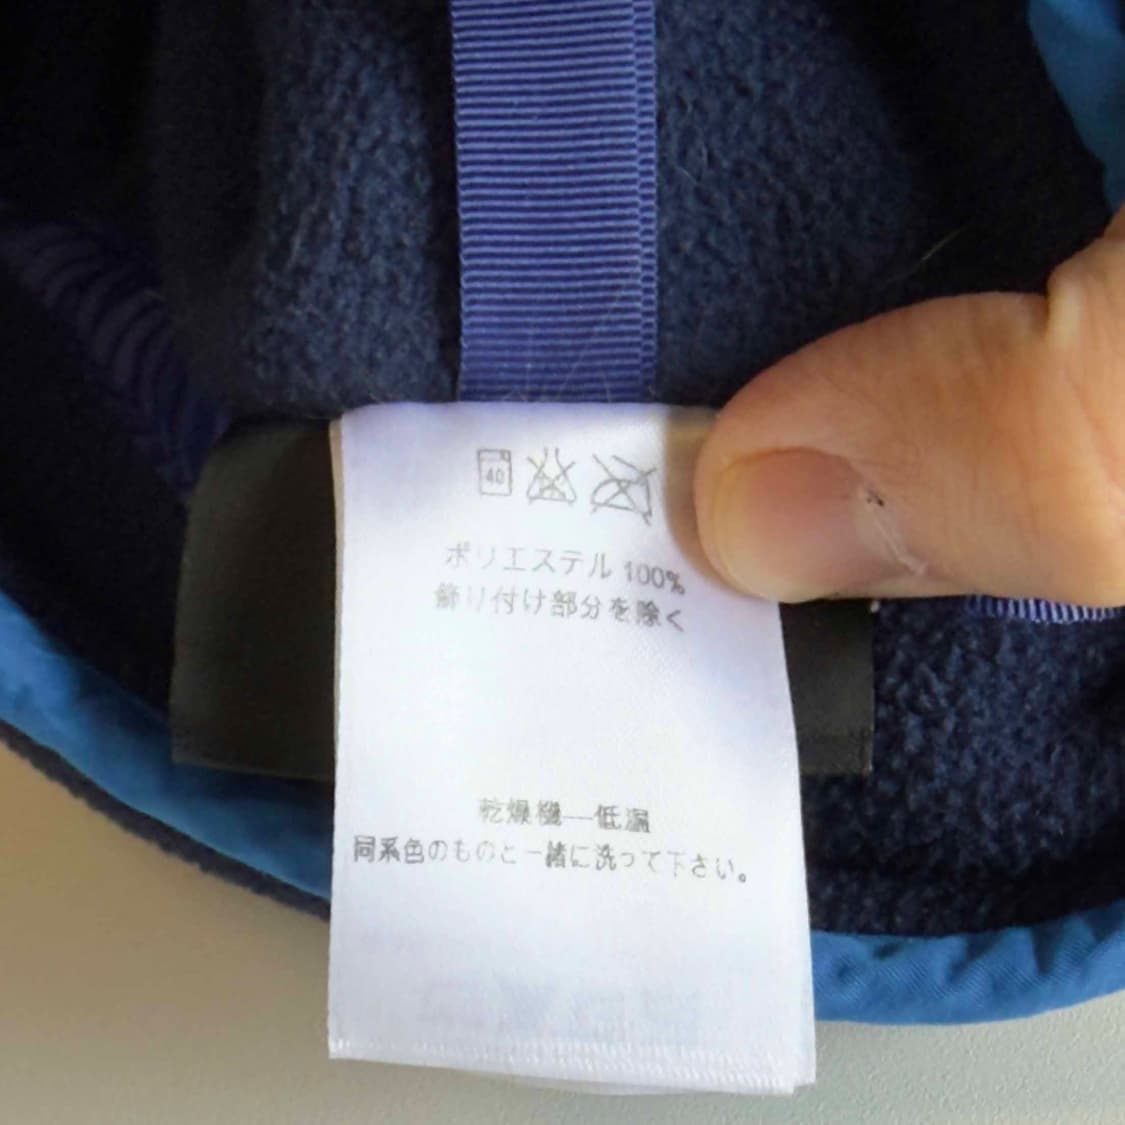 40
ポリエステル 100%
飾り付け部分を除く
乾燥機—低温
同系色のものと一緒に洗って下さい。